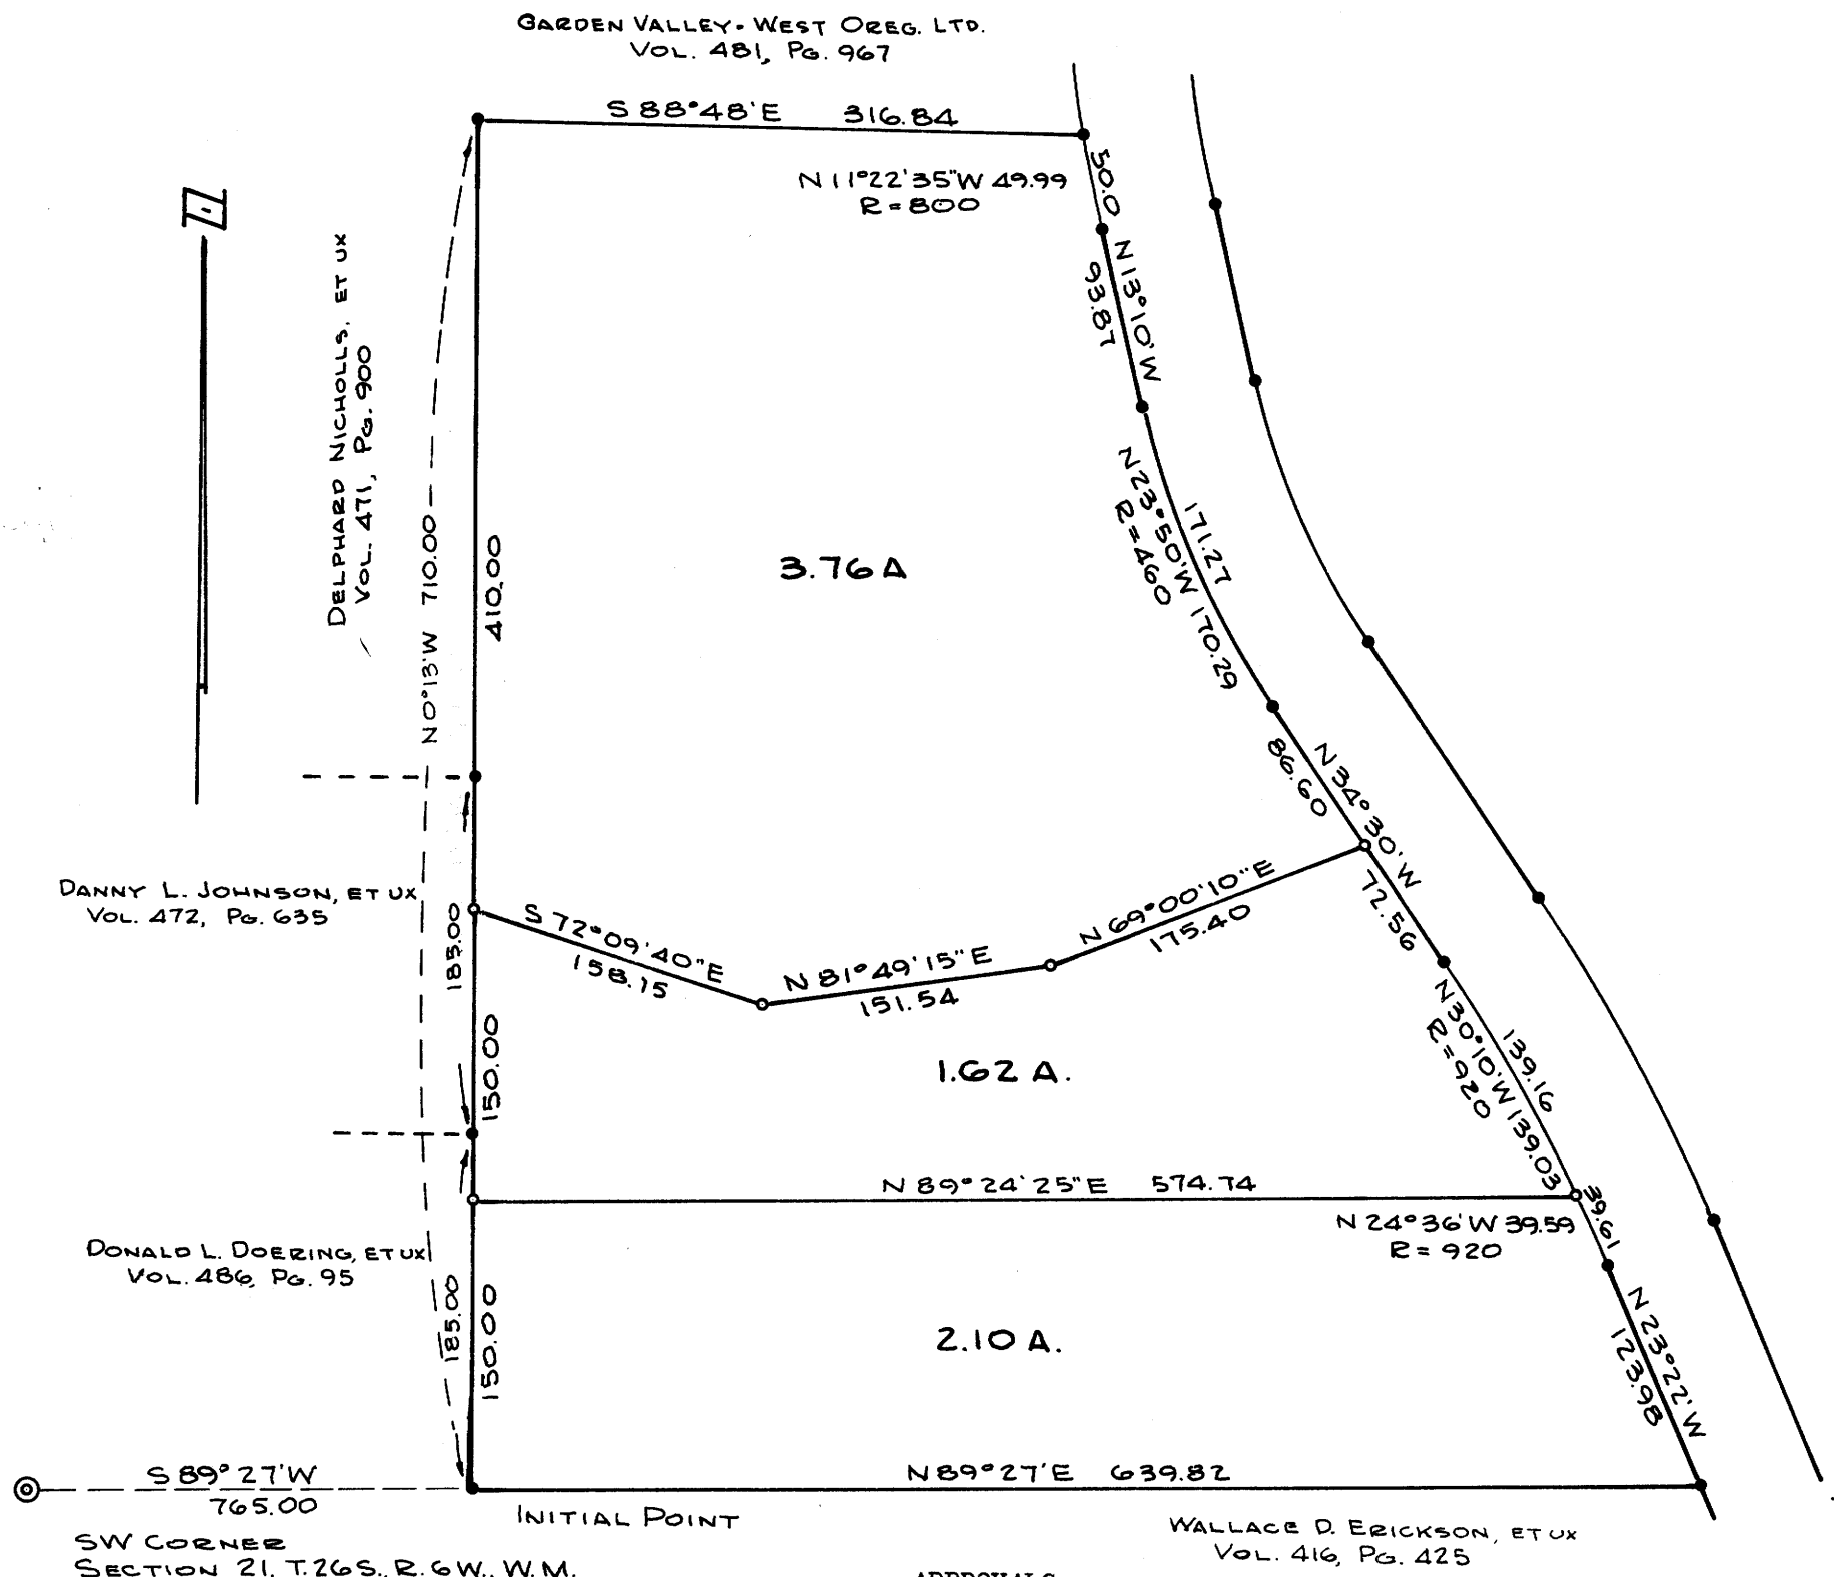 GARDEN VALLEY-WEST OREG. LTD.
VOL. 481, PG. 967
S 88°48'E 316.84
N 11°22'35"W 49.99
R=800
50.0
N
N13°10'W
93.87
DELPHARD NICHOLLS, ET UX
VOL. 471, PG. 900
N 0°13'W 710.00
410.00
3.76 A
171.27
N23°50'W 170.29
R=460
N34°30'W
86.60
72.56
DANNY L. JOHNSON, ET UX
VOL. 472, PG. 635
185.00
S 72°09'40"E
158.15
N 81°49'15"E
151.54
N 69°00'10"E
175.40
150.00
1.62 A.
139.16
N30°10'W 139.03
R=920
N 89°24'25"E 574.74
39.61
N 24°36'W 39.59
R=920
DONALD L. DOERING, ET UX
VOL. 486, PG. 95
185.00
150.00
2.10 A.
N 23°22'W
123.98
S 89°27'W
765.00
N89°27'E 639.82
INITIAL POINT
SW CORNER
SECTION 21, T.26S., R.6W., W.M.
WALLACE D. ERICKSON, ET UX
VOL. 416, PG. 425
APPROVALS